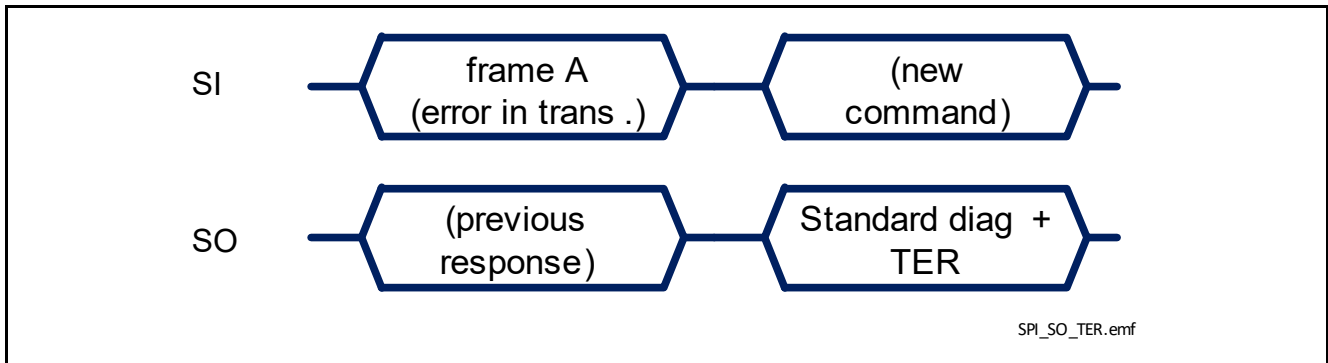 SI
frame A
(error in trans .)
(new
command)
SO
(previous
response)
Standard diag +
TER
SPI_SO_TER.emf